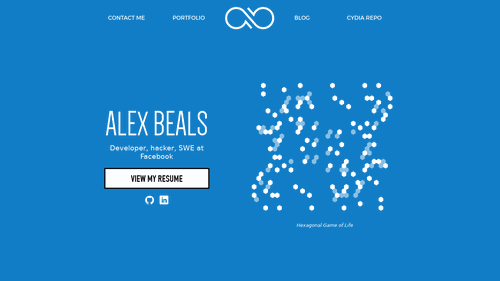 CONTACT ME
PORTFOLIO
BLOG
CYDIA REPO
ALEX BEALS
Developer, hacker, SWE at
Facebook
VIEW MY RESUME
Hexagonal Game of Life